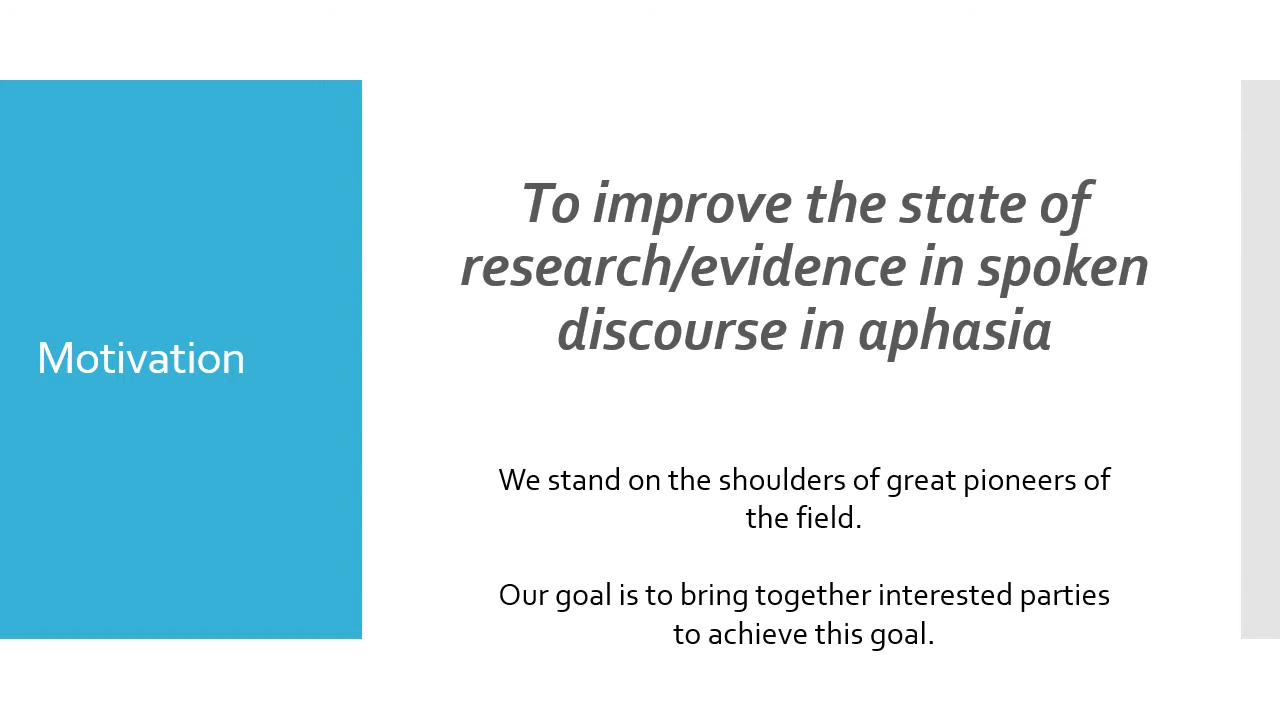 Motivation
To improve the state of
research/evidence in spoken
discourse in aphasia
We stand on the shoulders of great pioneers of
the field.
Our goal is to bring together interested parties
to achieve this goal.